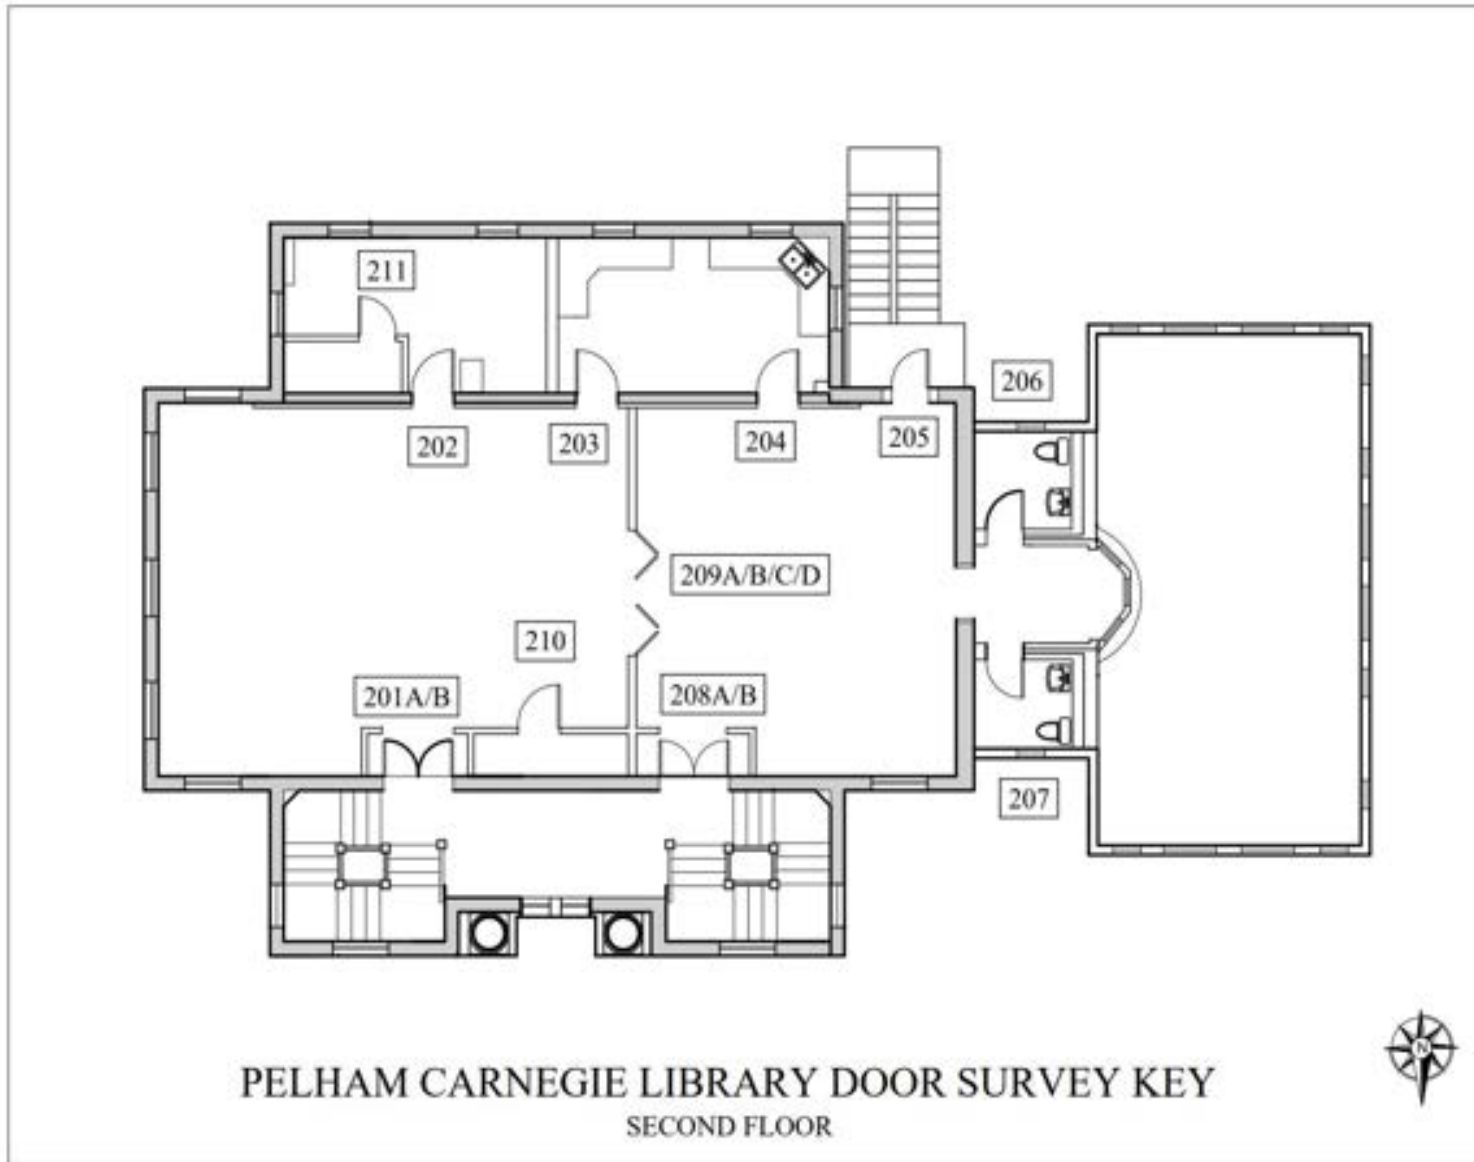 211
206
202
203
204
205
209A/B/C/D
210
201A/B
208A/B
207
N
PELHAM CARNEGIE LIBRARY DOOR SURVEY KEY
SECOND FLOOR